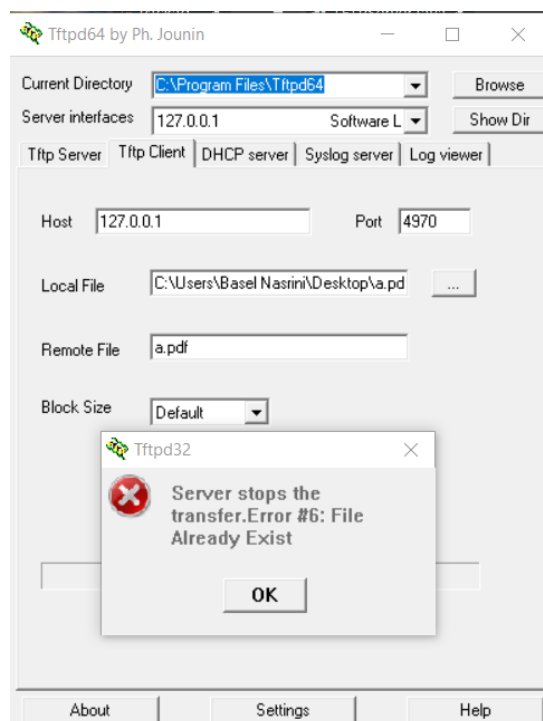 Tftpd64 by Ph. Jounin
Current Directory C:\Program Files\Tftpd64 Browse
Server interfaces 127.0.0.1 Software L Show Dir
Tftp Server Tftp Client DHCP server Syslog server Log viewer
Host 127.0.0.1 Port 4970
Local File C:\Users\Basel Nasrini\Desktop\a.pd ...
Remote File a.pdf
Block Size Default
Tftpd32
Server stops the
transfer.Error #6: File
Already Exist
OK
About Settings Help